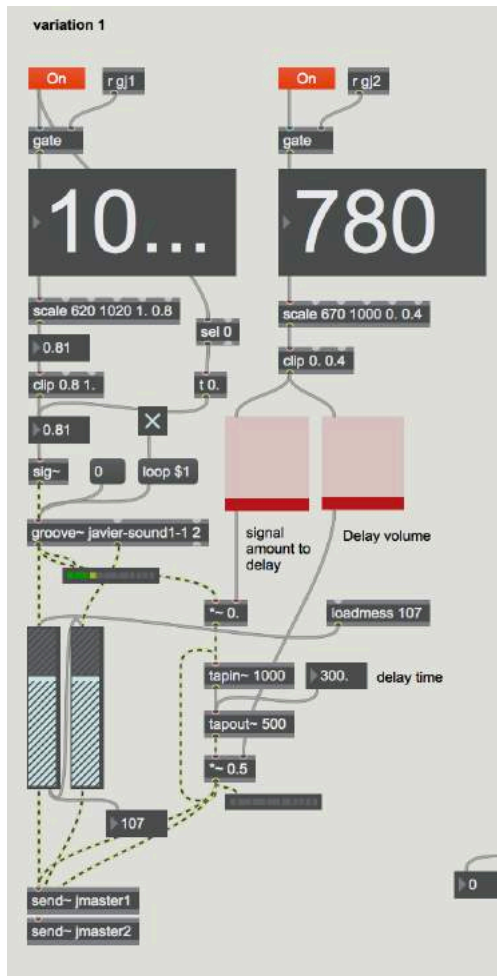 variation 1
On
r gj1
On
r gj2
gate
gate
10...
780
scale 620 1020 1. 0.8
scale 670 1000 0. 0.4
sel 0
0.81
clip 0. 0.4
clip 0.8 1.
t 0.
0.81
sig~
0
loop $1
groove~ javier-sound1-1 2
signal
amount to
delay
Delay volume
*~ 0.
loadmess 107
tapin~ 1000
300.
delay time
tapout~ 500
*~ 0.5
107
0
send~ jmaster1
send~ jmaster2